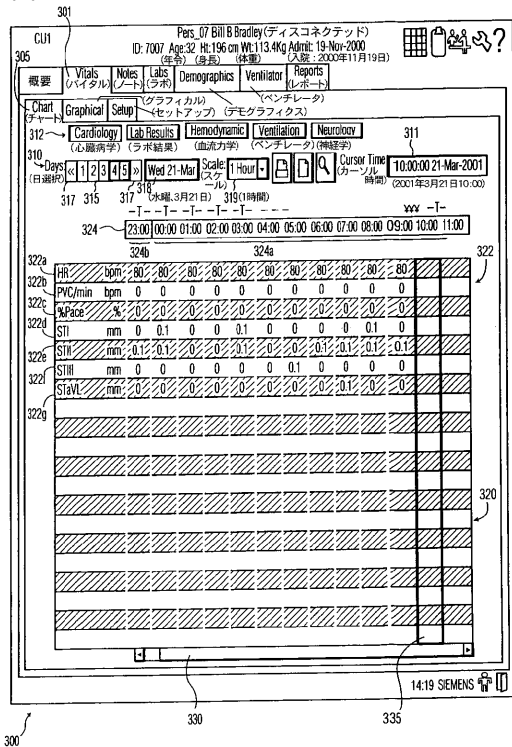 301
CU1
Pers_07 Bill B Bradley(ディスコネクテッド)
305
ID: 7007 Age:32 Ht:196 cm Wt:113.4Kg Admit: 19-Nov-2000
(年令) (身長) (体重) (入院:2000年11月19日)
?
概要 Vitals Notes Labs Demographics Ventilator Reports
(バイタル) (ノート) (ラボ) (レポート)
(グラフィカル) (ベンチレータ)
Chart Graphical Setup (セットアップ) (デモグラフィクス)
(チャート)
312 Cardiology Lab Results Hemodynamic Ventilation Neurology 311
(心臓病学) (ラボ結果) (血流力学) (ベンチレータ) (神経学)
310 Days « 1 2 3 4 5 » Wed 21-Mar Scale: 1 Hour Cursor Time 10:00:00 21-Mar-2001
(日選択) 317 315 317 318 (スケール) (カーソル時間) (2001年3月21日10:00)
(水曜,3月21日) 319(1時間)
324 23:00 00:00 01:00 02:00 03:00 04:00 05:00 06:00 07:00 08:00 09:00 10:00 11:00
324b 324a
322a HR bpm 80 80 80 80 80 80 80 80 80 80 322
322b PVC/min bpm 0 0 0 0 0 0 0 0 0 0
322c %Pace % 0 0 0 0 0 0 0 0 0 0
322d STI mm 0 0.1 0 0 0.1 0 0 0 0 0.1 0
322e STII mm 0.1 0.1 0 0 0.1 0 0 0.1 0.1 0.1 0.1
322f STIII mm 0 0 0 0 0 0 0.1 0 0 0 0
322g STaVL mm 0 0 0 0 0 0 0 0 0.1 0 0
320
14:19 SIEMENS
300 330 335